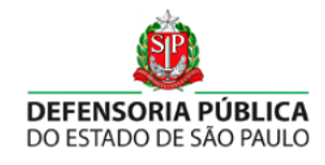 SP
DEFENSORIA PÚBLICA
DO ESTADO DE SÃO PAULO